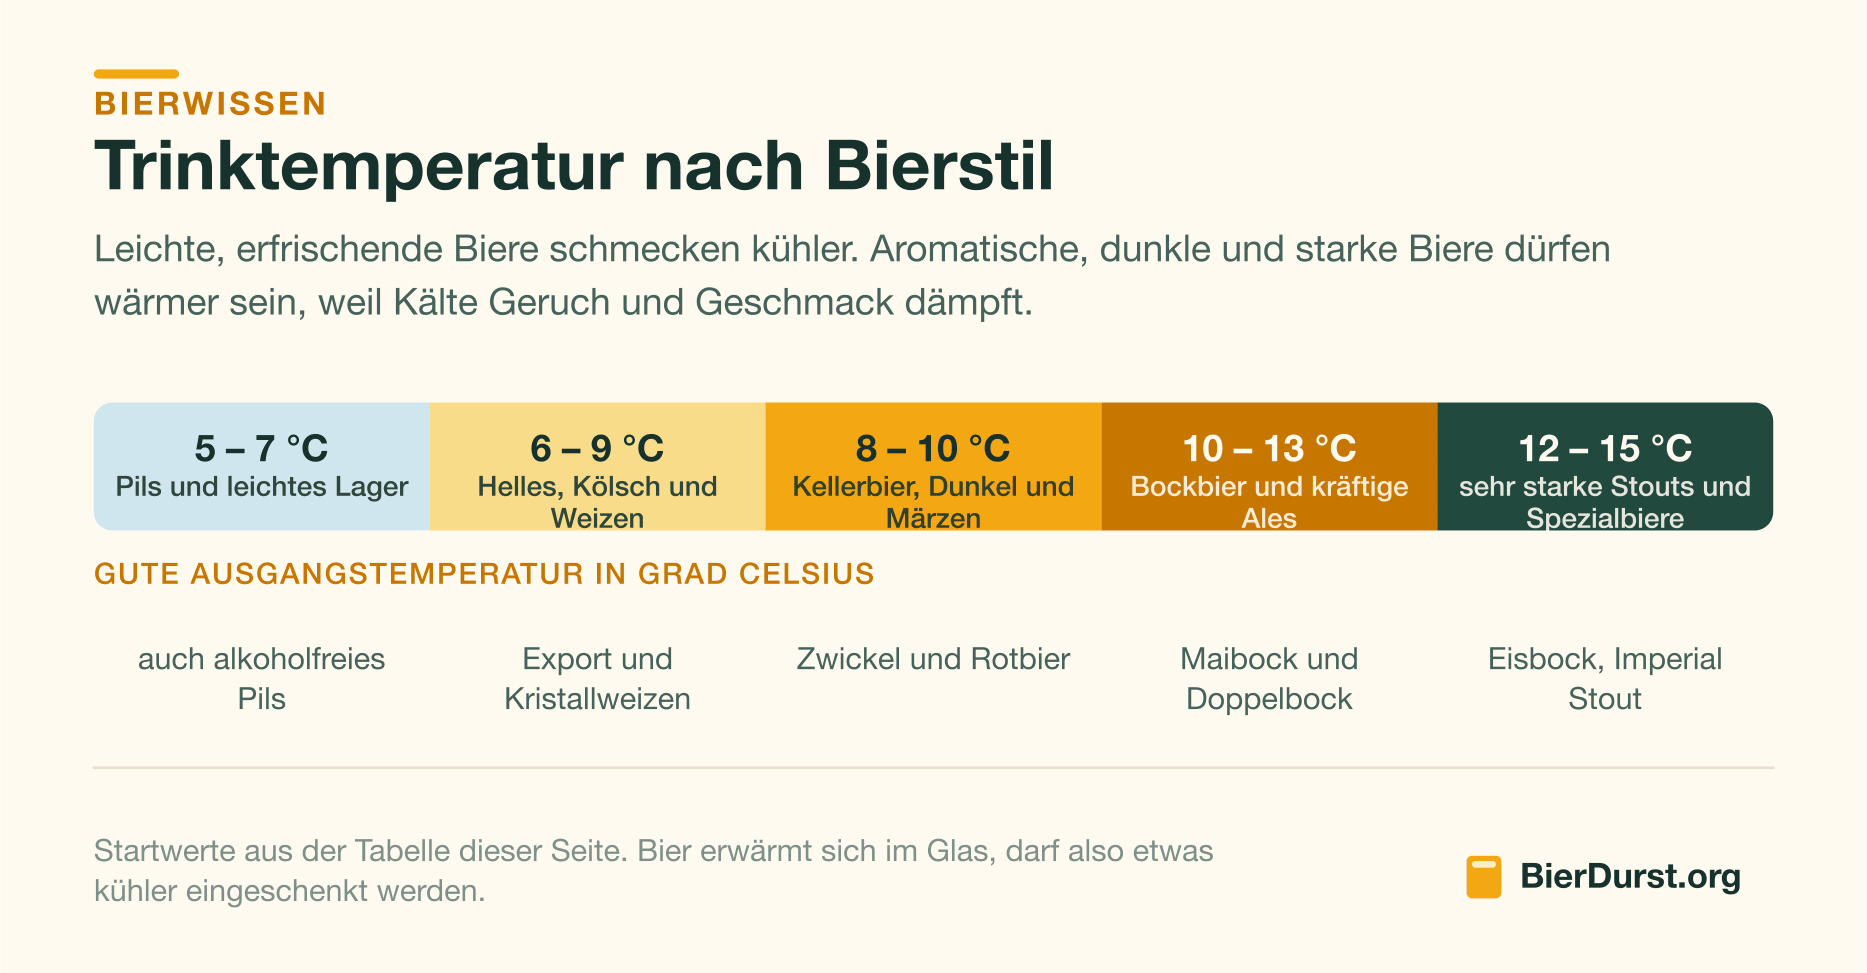 BIERWISSEN
Trinktemperatur nach Bierstil
Leichte, erfrischende Biere schmecken kühler. Aromatische, dunkle und starke Biere dürfen
wärmer sein, weil Kälte Geruch und Geschmack dämpft.
5 – 7 °C
Pils und leichtes Lager
6 – 9 °C
Helles, Kölsch und
Weizen
8 – 10 °C
Kellerbier, Dunkel und
Märzen
10 – 13 °C
Bockbier und kräftige
Ales
12 – 15 °C
sehr starke Stouts und
Spezialbiere
GUTE AUSGANGSTEMPERATUR IN GRAD CELSIUS
auch alkoholfreies
Pils
Export und
Kristallweizen
Zwickel und Rotbier
Maibock und
Doppelbock
Eisbock, Imperial
Stout
Startwerte aus der Tabelle dieser Seite. Bier erwärmt sich im Glas, darf also etwas
kühler eingeschenkt werden.
BierDurst.org